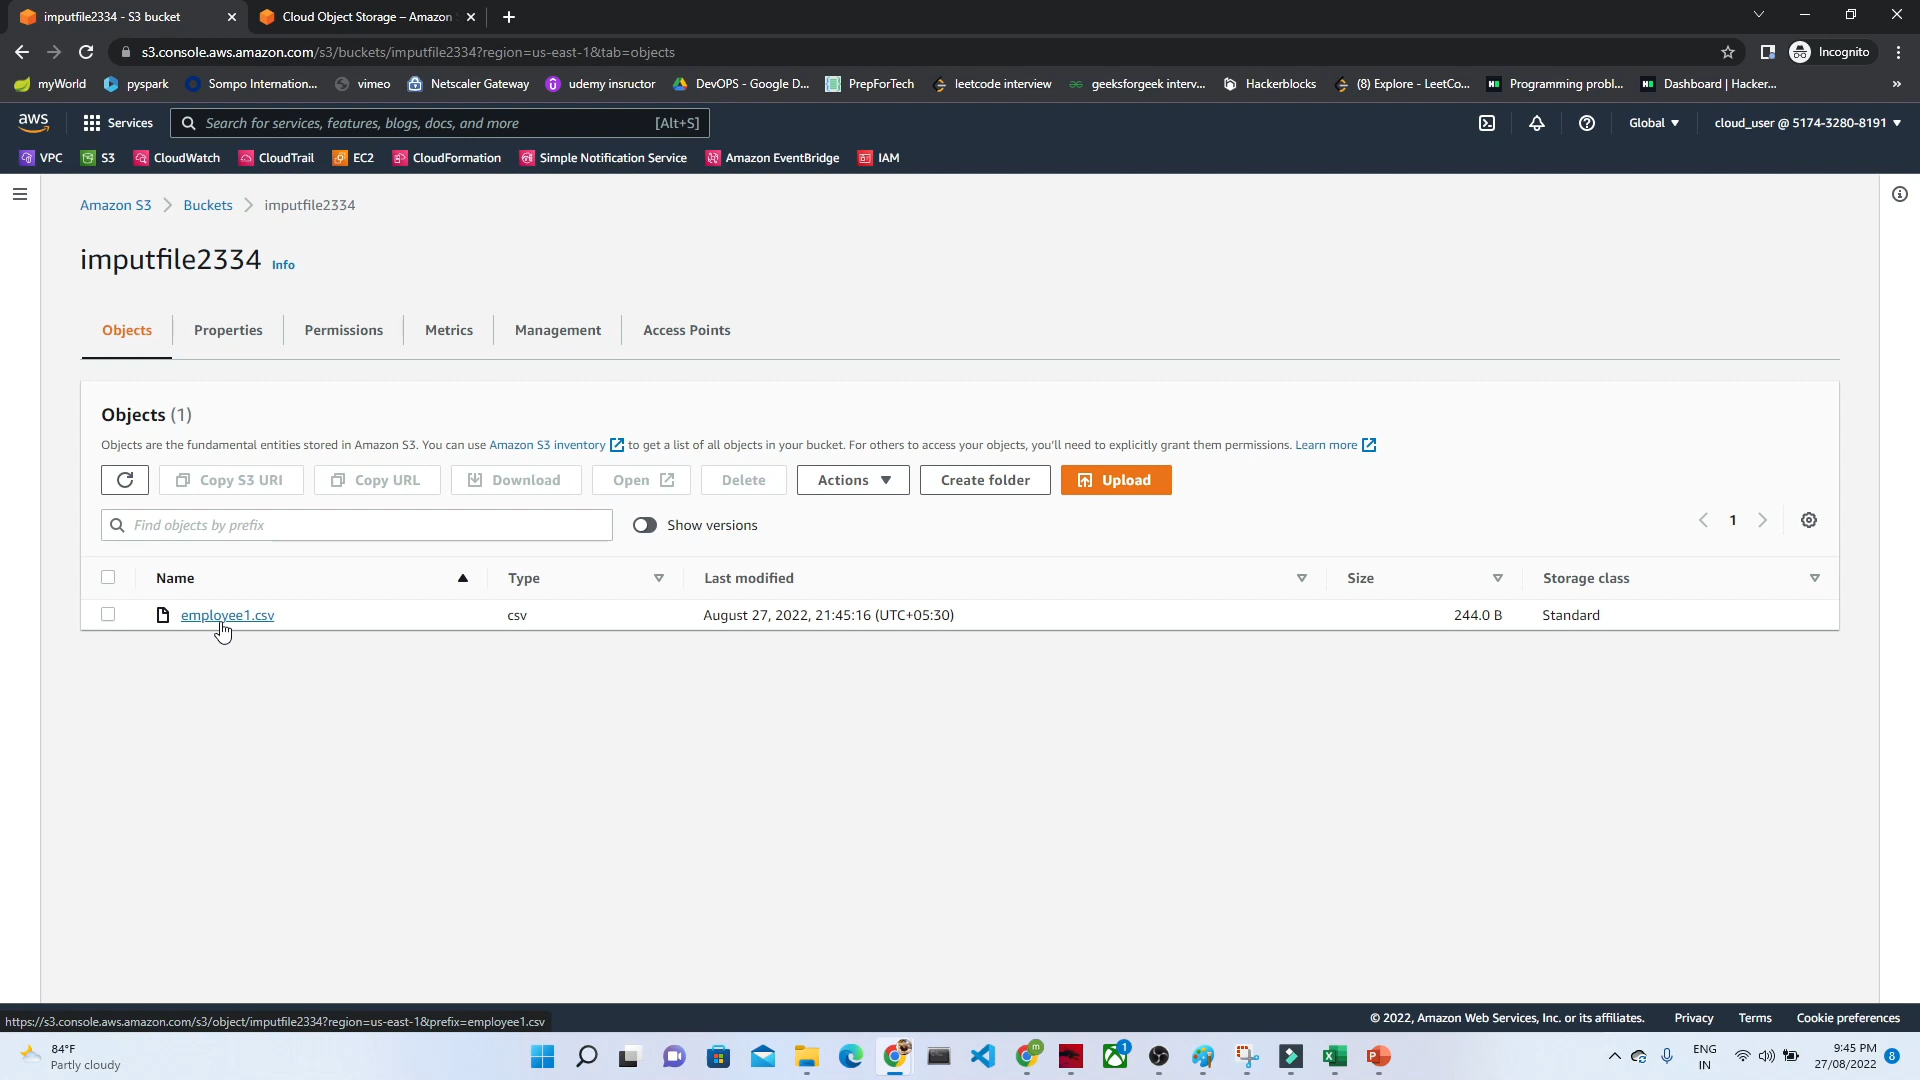 imputfile2334 - S3 bucket
Cloud Object Storage – Amazon
s3.console.aws.amazon.com/s3/buckets/imputfile2334?region=us-east-1&tab=objects
Incognito
myWorld
pyspark
Sompo Internation...
vimeo
Netscaler Gateway
udemy insructor
DevOPS - Google D...
PrepForTech
leetcode interview
geeksforgeek interv...
Hackerblocks
(8) Explore - LeetCo...
Programming probl...
Dashboard | Hacker...
aws
Services
Search for services, features, blogs, docs, and more
[Alt+S]
Global
cloud_user @ 5174-3280-8191
VPC
S3
CloudWatch
CloudTrail
EC2
CloudFormation
Simple Notification Service
Amazon EventBridge
IAM
Amazon S3
Buckets
imputfile2334
imputfile2334 Info
Objects
Properties
Permissions
Metrics
Management
Access Points
Objects (1)
Objects are the fundamental entities stored in Amazon S3. You can use Amazon S3 inventory to get a list of all objects in your bucket. For others to access your objects, you'll need to explicitly grant them permissions. Learn more
Copy S3 URI
Copy URL
Download
Open
Delete
Actions
Create folder
Upload
Find objects by prefix
Show versions
1
Name
Type
Last modified
Size
Storage class
employee1.csv
csv
August 27, 2022, 21:45:16 (UTC+05:30)
244.0 B
Standard
https://s3.console.aws.amazon.com/s3/object/imputfile2334?region=us-east-1&prefix=employee1.csv
© 2022, Amazon Web Services, Inc. or its affiliates.
Privacy
Terms
Cookie preferences
84°F
Partly cloudy
m
1
ENG
IN
9:45 PM
27/08/2022
8